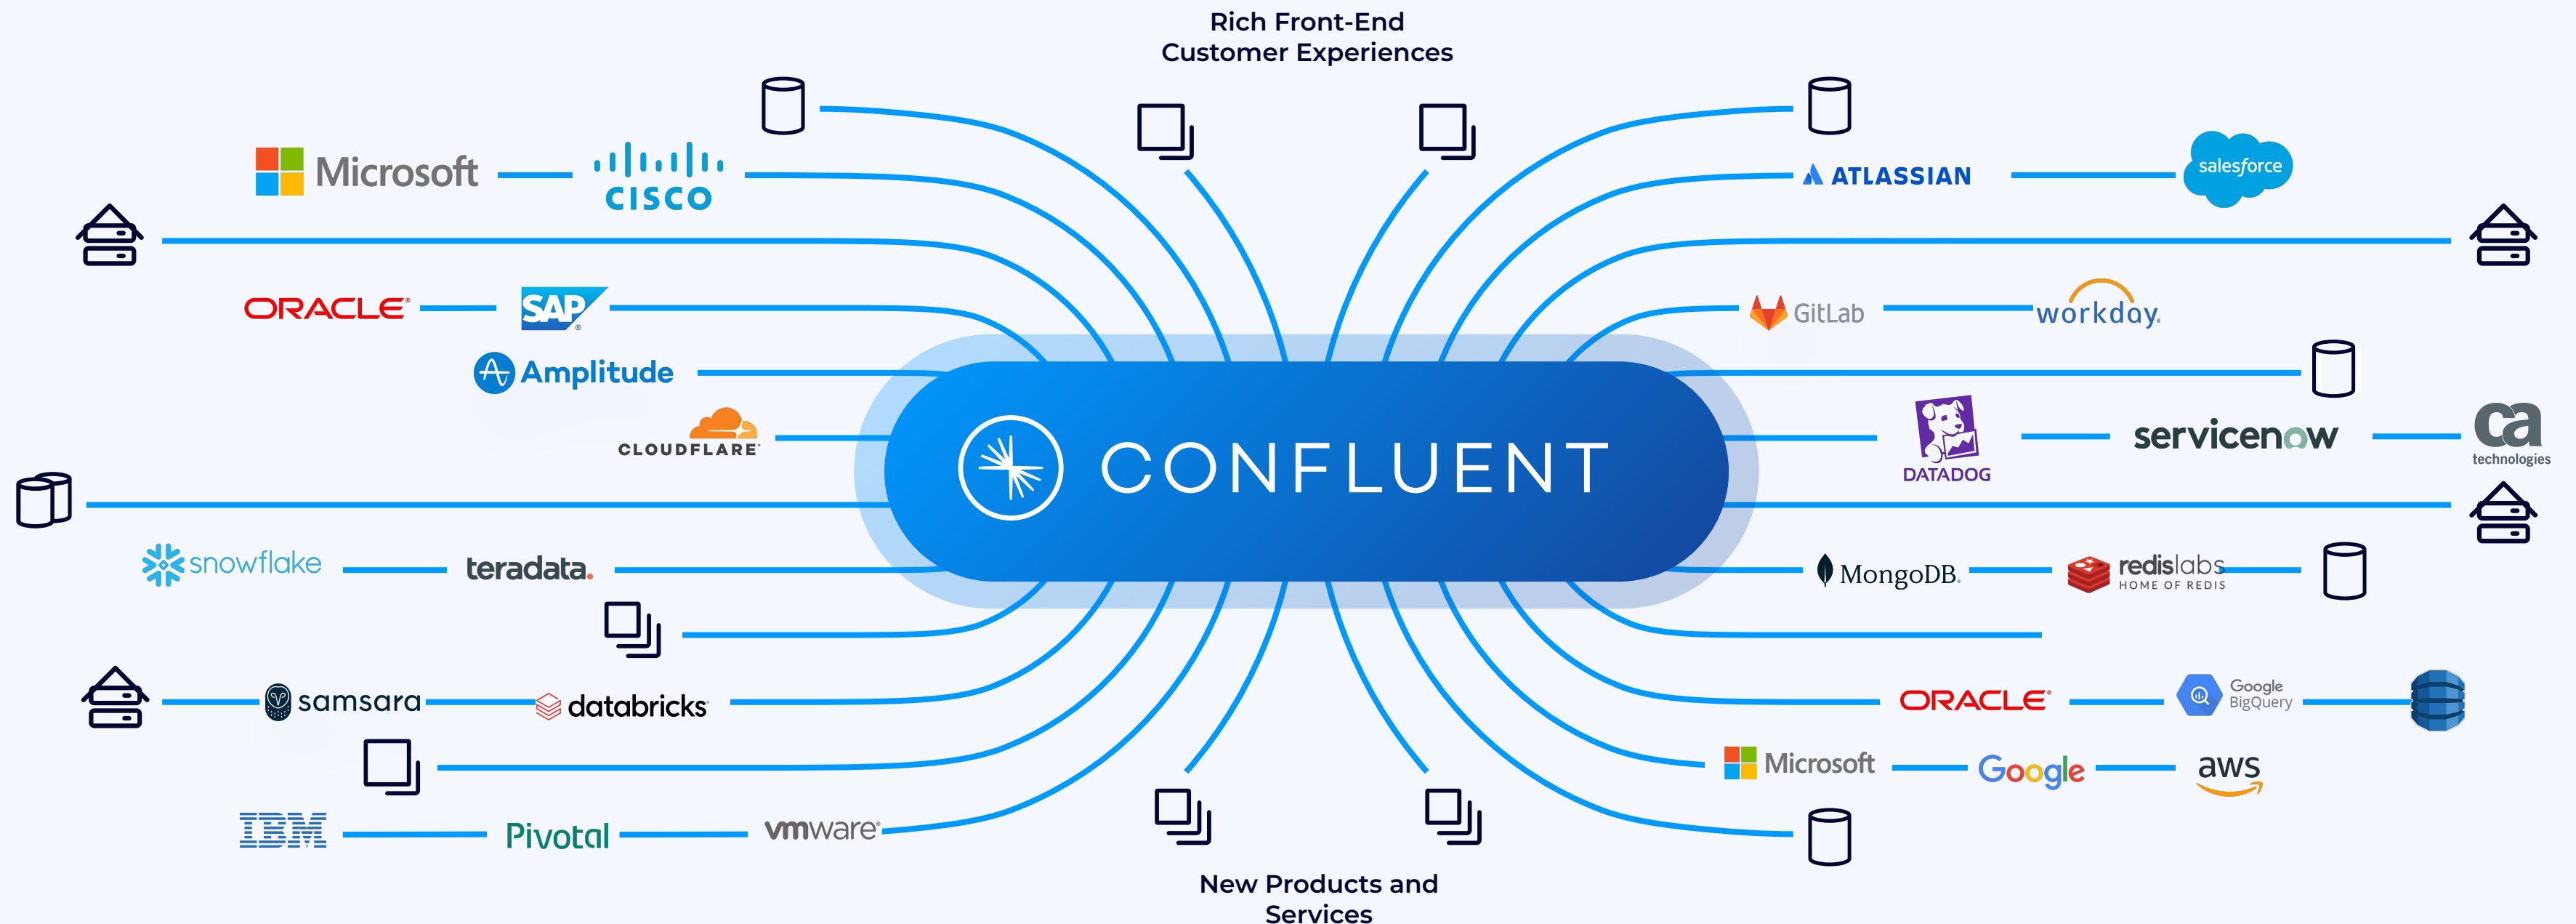 Rich Front-End
Customer Experiences
Microsoft
CISCO
ATLASSIAN
salesforce
ORACLE®
SAP®
GitLab
workday®
Amplitude
CLOUDFLARE®
CONFLUENT
DATADOG
servicenow
ca
technologies
snowflake
teradata.
MongoDB®
redislabs
HOME OF REDIS
samsara
databricks
ORACLE®
Google
BigQuery
Microsoft
Google
aws
IBM
Pivotal
vmware®
New Products and
Services